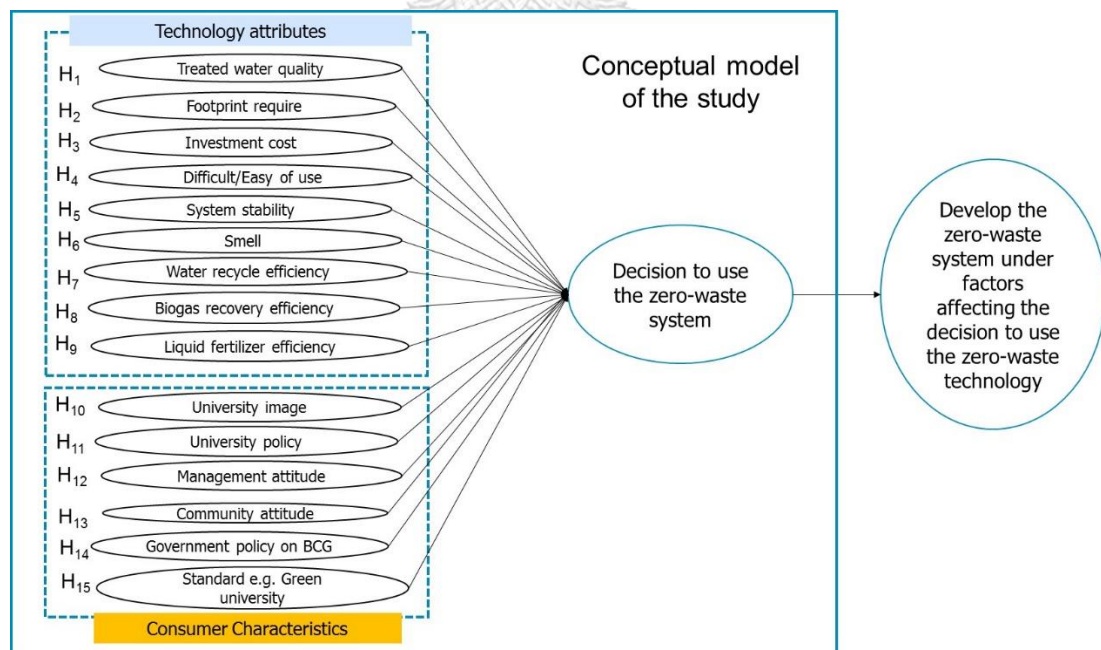 Technology attributes
H1 Treated water quality
H2 Footprint require
H3 Investment cost
H4 Difficult/Easy of use
H5 System stability
H6 Smell
H7 Water recycle efficiency
H8 Biogas recovery efficiency
H9 Liquid fertilizer efficiency
H10 University image
H11 University policy
H12 Management attitude
H13 Community attitude
H14 Government policy on BCG
H15 Standard e.g. Green
university
Consumer Characteristics
Conceptual model
of the study
Decision to use
the zero-waste
system
Develop the
zero-waste
system under
factors
affecting the
decision to use
the zero-waste
technology